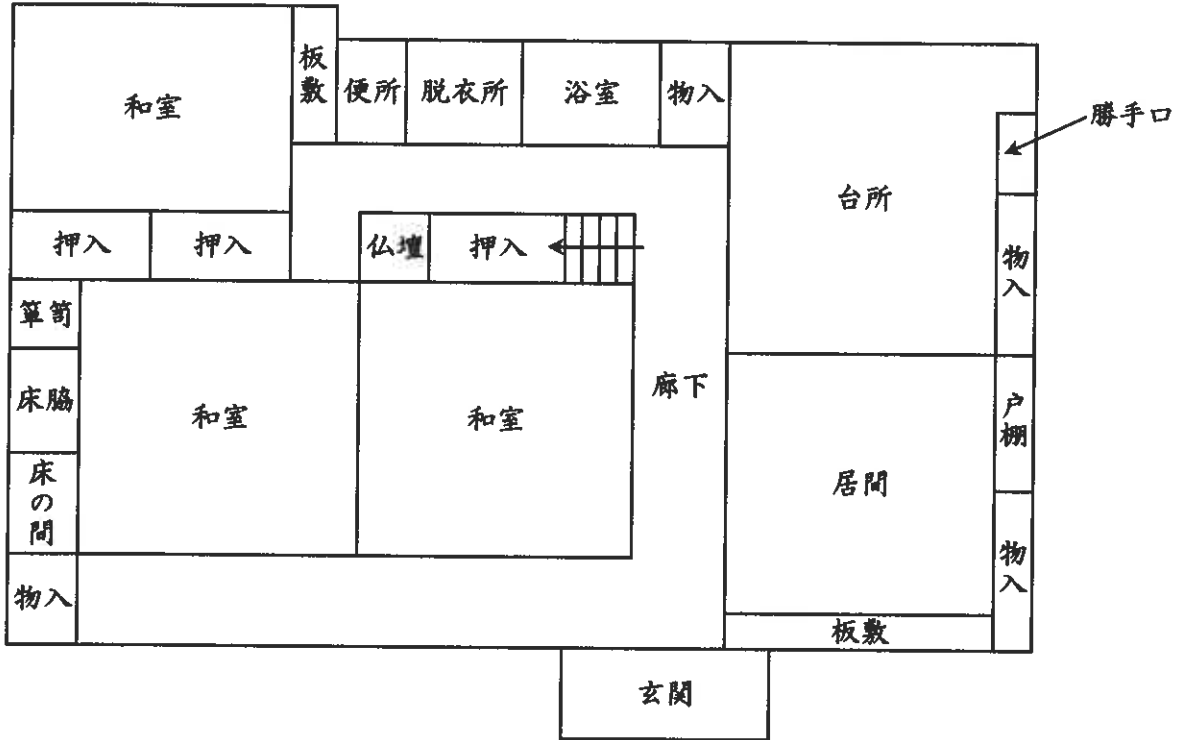 和室
板敷
便所
脱衣所
浴室
物入
勝手口
台所
押入
押入
仏壇
押入
物入
箪笥
床脇
和室
和室
廊下
戸棚
床の間
居間
物入
物入
板敷
玄関